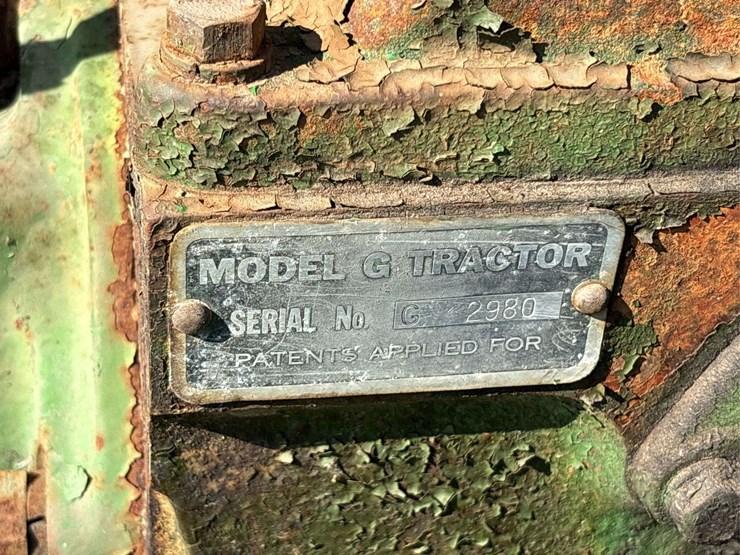 MODEL G TRACTOR
SERIAL No. G 2980
PATENTS APPLIED FOR